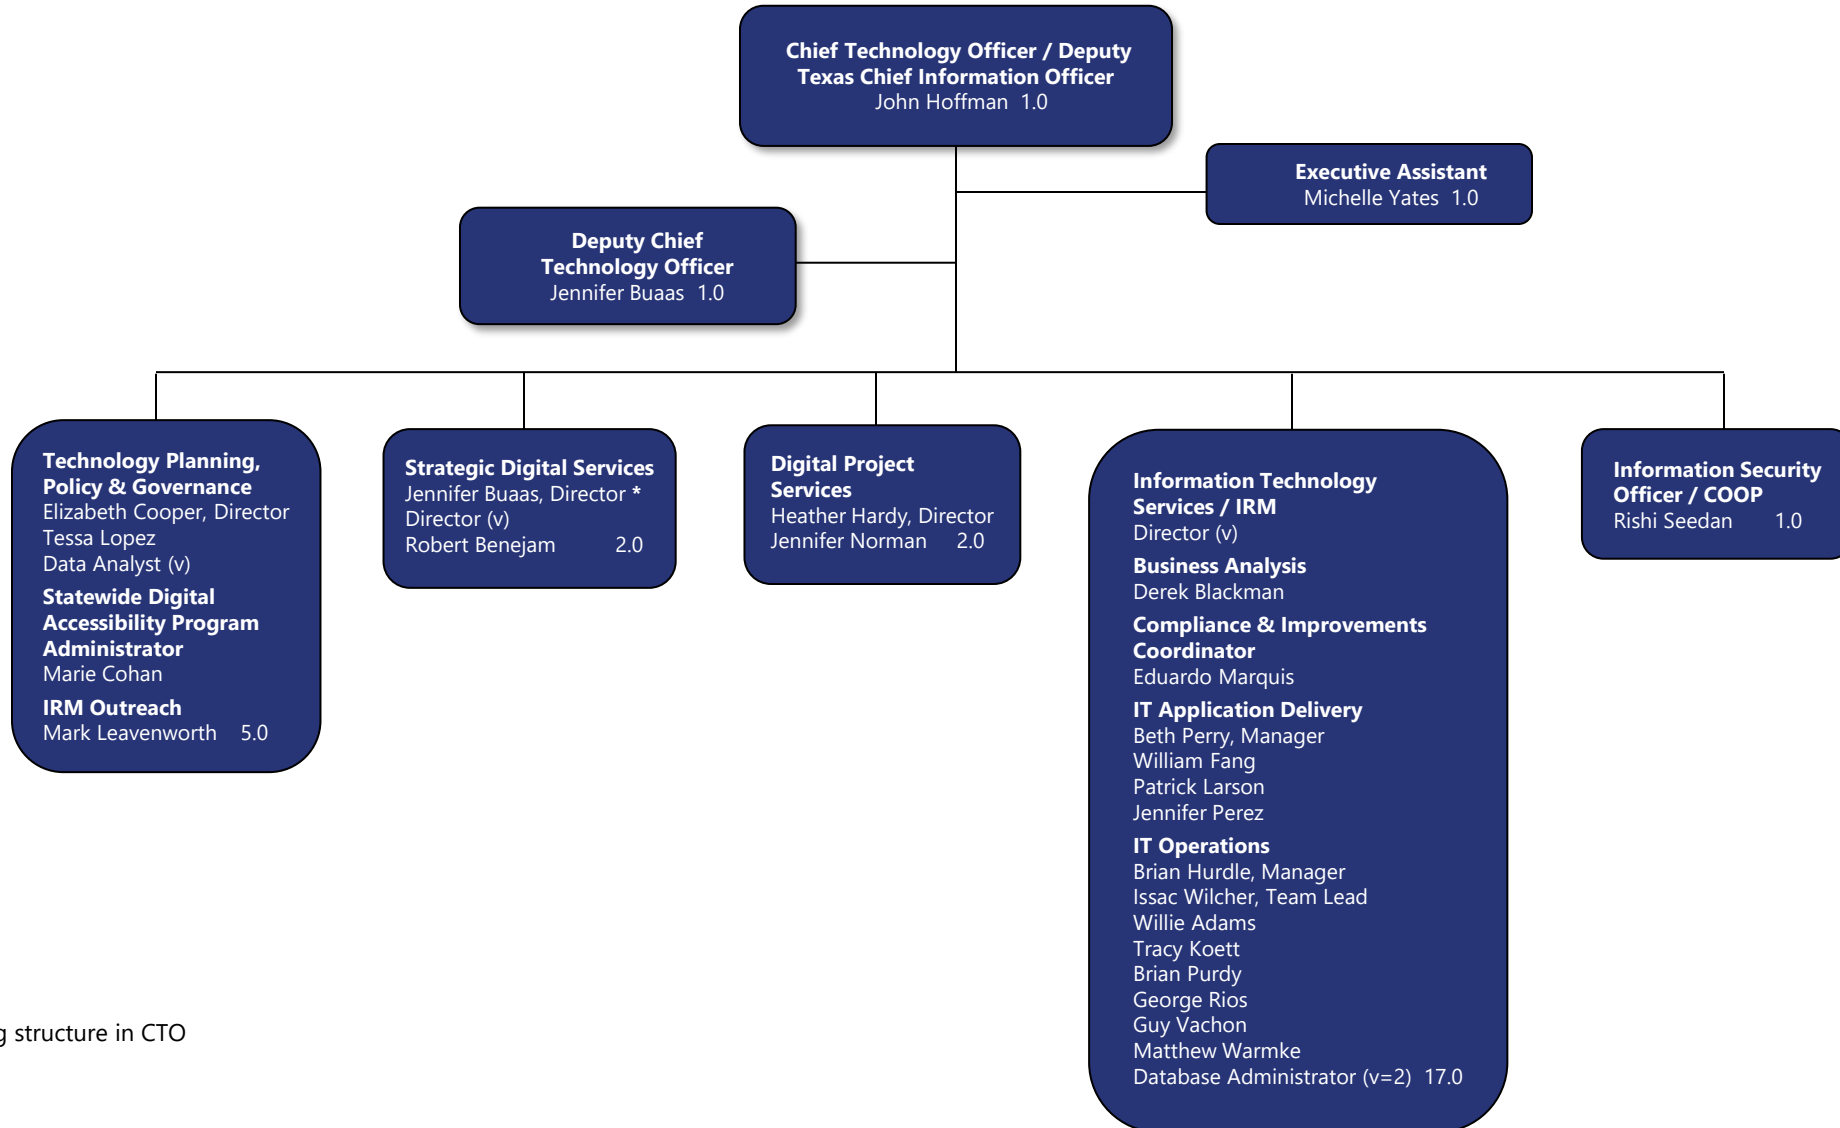 Chief Technology Officer / Deputy
Texas Chief Information Officer
John Hoffman 1.0
Executive Assistant
Michelle Yates 1.0
Deputy Chief
Technology Officer
Jennifer Buaas 1.0
Technology Planning,
Policy & Governance
Elizabeth Cooper, Director
Tessa Lopez
Data Analyst (v)
Statewide Digital
Accessibility Program
Administrator
Marie Cohan
IRM Outreach
Mark Leavenworth 5.0
Strategic Digital Services
Jennifer Buaas, Director *
Director (v)
Robert Benejam 2.0
Digital Project
Services
Heather Hardy, Director
Jennifer Norman 2.0
Information Technology
Services / IRM
Director (v)
Business Analysis
Derek Blackman
Compliance & Improvements
Coordinator
Eduardo Marquis
IT Application Delivery
Beth Perry, Manager
William Fang
Patrick Larson
Jennifer Perez
IT Operations
Brian Hurdle, Manager
Issac Wilcher, Team Lead
Willie Adams
Tracy Koett
Brian Purdy
George Rios
Guy Vachon
Matthew Warmke
Database Administrator (v=2) 17.0
Information Security
Officer / COOP
Rishi Seedan 1.0
structure in CTO